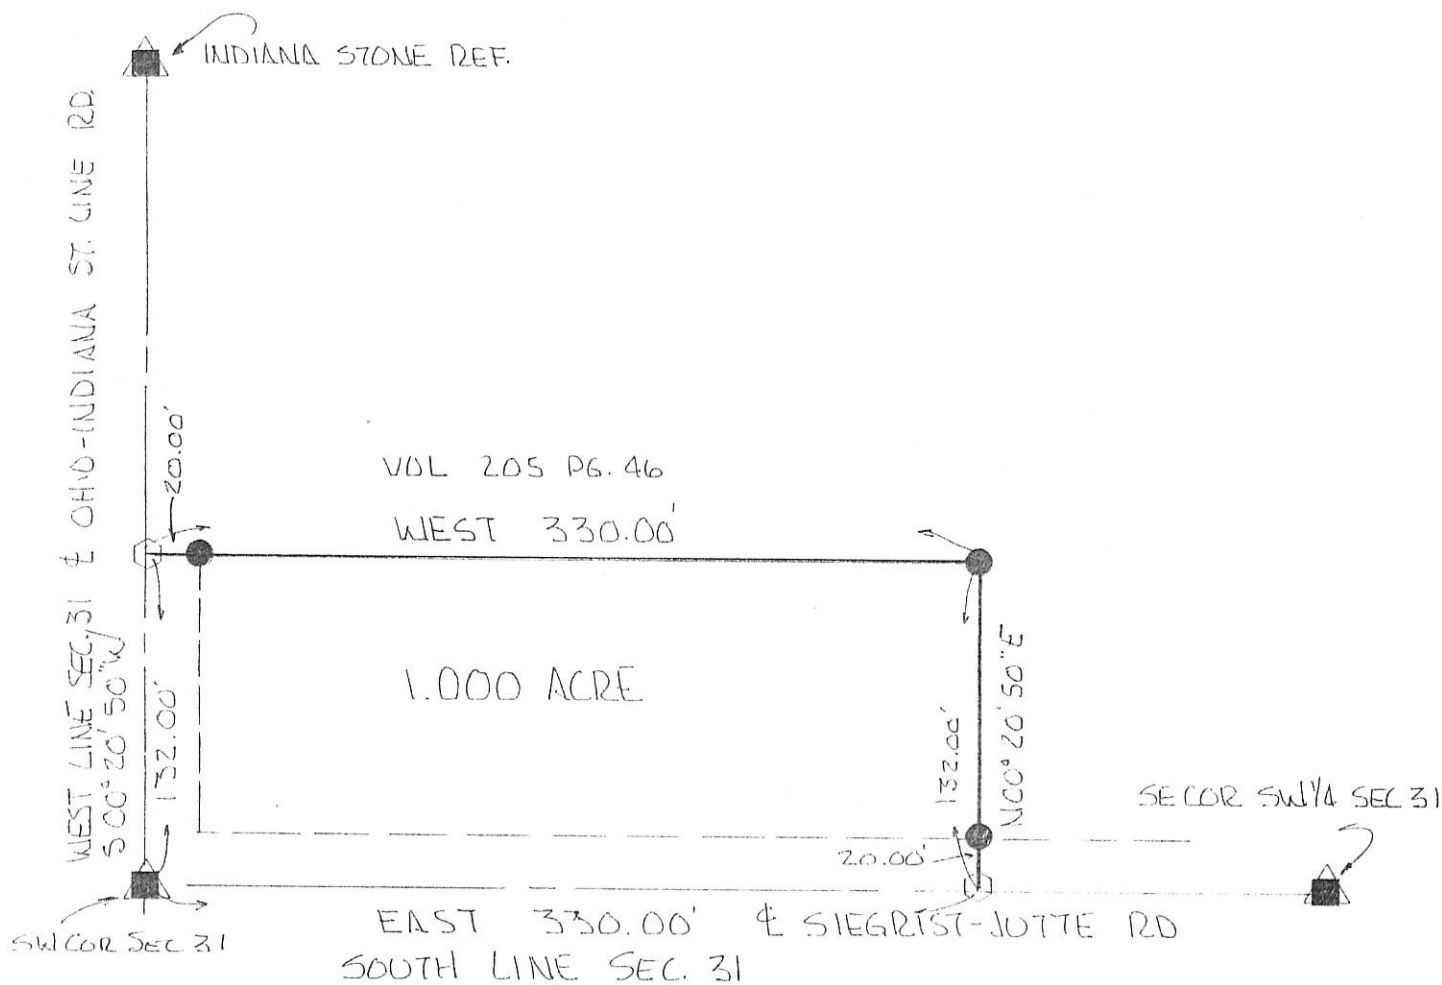 INDIANA STONE REF.
WEST LINE SEC. 31 ℄ OHIO-INDIANA ST. LINE RD.
S 00° 20' 50" W
20.00'
VOL 205 PG. 46
WEST 330.00'
132.00'
1.000 ACRE
132.00'
N 00° 20' 50" E
SE COR SW 1/4 SEC 31
20.00'
EAST 330.00' ℄ SIEGRIST-JUTTE RD
SW COR SEC 31
SOUTH LINE SEC. 31